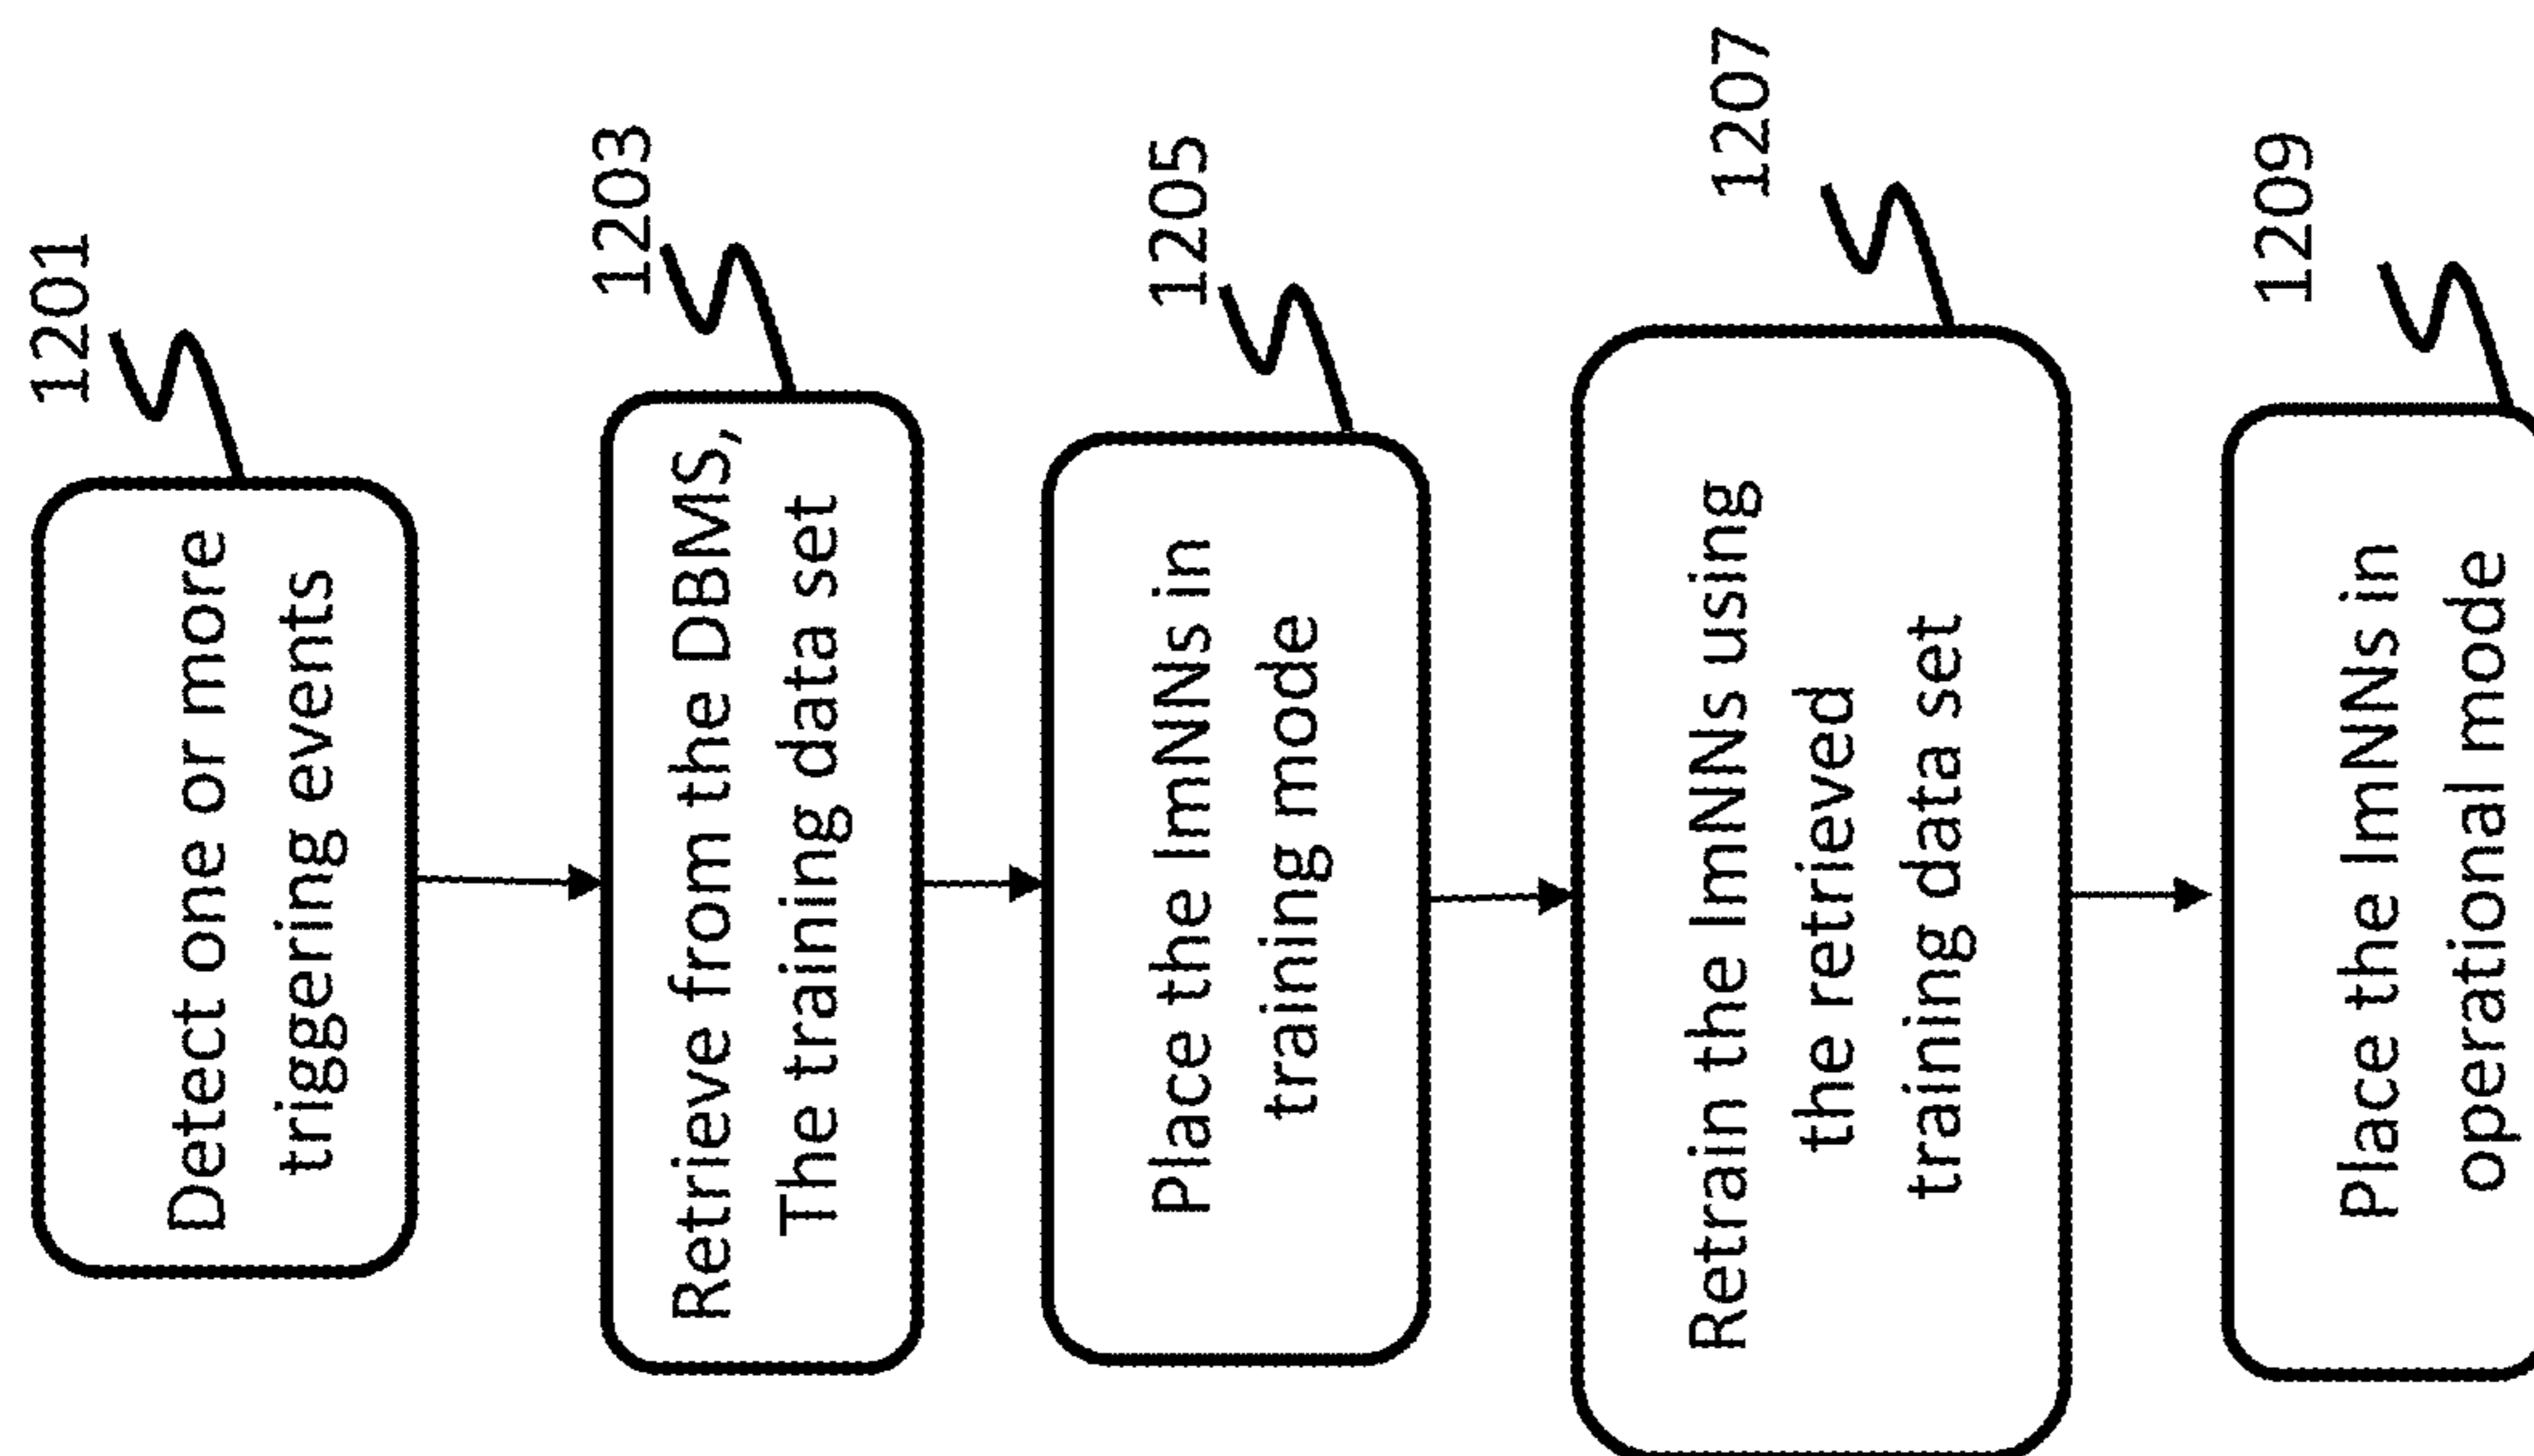 1201
Detect one or more
triggering events
1203
Retrieve from the DBMS,
The training data set
1205
Place the ImNNs in
training mode
1207
Retrain the ImNNs using
the retrieved
training data set
1209
Place the ImNNs in
operational mode